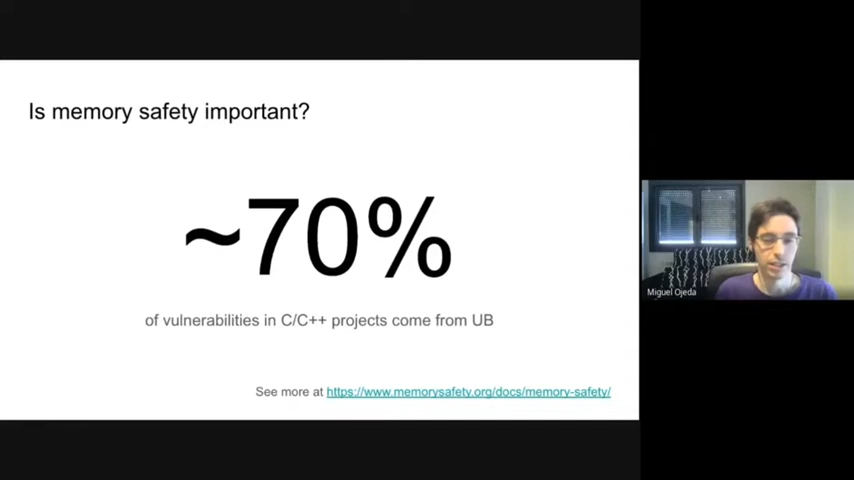 Is memory safety important?
~70%
of vulnerabilities in C/C++ projects come from UB
See more at https://www.memorysafety.org/docs/memory-safety/
Miguel Ojeda